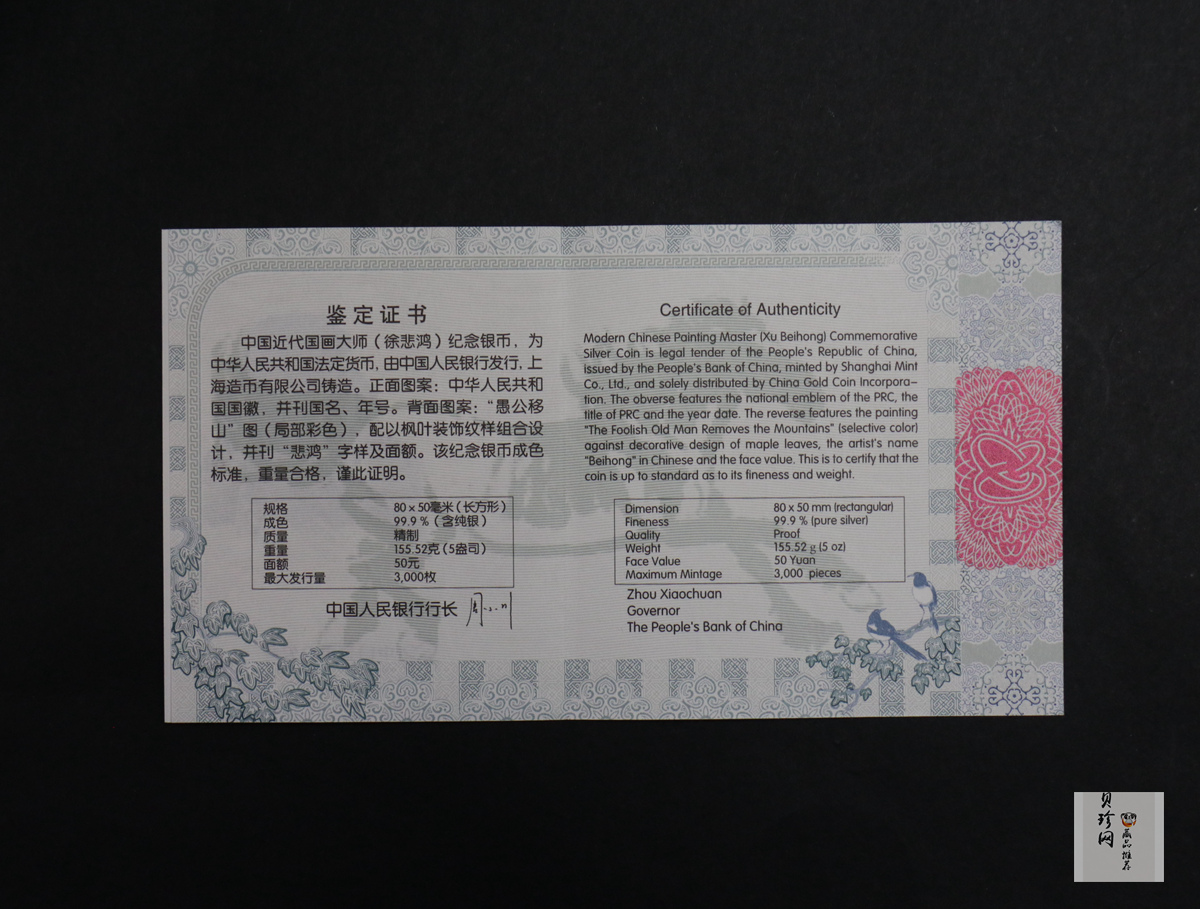 鉴定证书
中国近代国画大师（徐悲鸿）纪念银币，为
中华人民共和国法定货币，由中国人民银行发行，上
海造币有限公司铸造。正面图案：中华人民共和
国国徽，并刊国名、年号。背面图案：“愚公移
山”图（局部彩色），配以枫叶装饰纹样组合设
计，并刊“悲鸿”字样及面额。该纪念银币成色
标准，重量合格，谨此证明。
规格 80×50毫米（长方形）
成色 99.9%（含纯银）
质量 精制
重量 155.52克（5盎司）
面额 50元
最大发行量 3,000枚
中国人民银行行长
Certificate of Authenticity
Modern Chinese Painting Master (Xu Beihong) Commemorative
Silver Coin is legal tender of the People's Republic of China,
issued by the People's Bank of China, minted by Shanghai Mint
Co., Ltd., and solely distributed by China Gold Coin Incorpora-
tion. The obverse features the national emblem of the PRC, the
title of PRC and the year date. The reverse features the painting
"The Foolish Old Man Removes the Mountains" (selective color)
against decorative design of maple leaves, the artist's name
"Beihong" in Chinese and the face value. This is to certify that the
coin is up to standard as to its fineness and weight.
Dimension 80 x 50 mm (rectangular)
Fineness 99.9 % (pure silver)
Quality Proof
Weight 155.52 g (5 oz)
Face Value 50 Yuan
Maximum Mintage 3,000 pieces
Zhou Xiaochuan
Governor
The People's Bank of China
贝珍网
藏品推荐